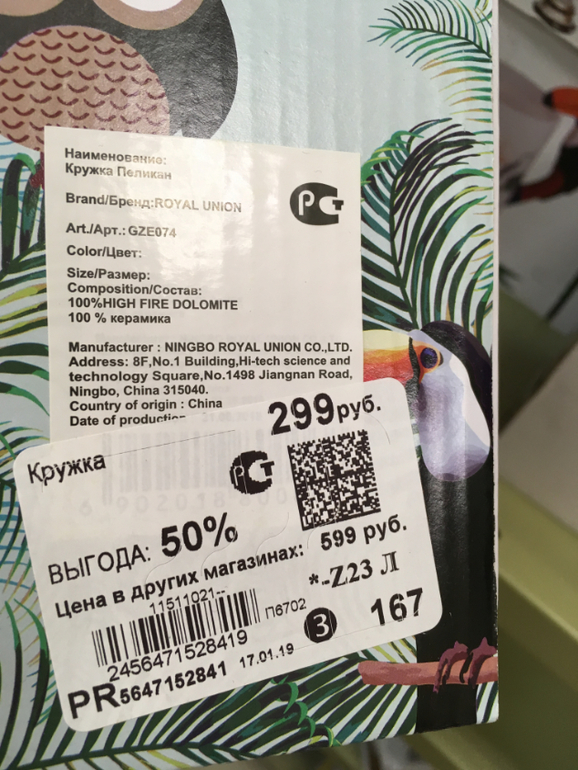 Наименование:
Кружка Пеликан
Brand/Бренд:ROYAL UNION
Art./Арт.: GZE074
Color/Цвет:
Size/Размер:
Composition/Состав:
100%HIGH FIRE DOLOMITE
100 % керамика
РСТ
Manufacturer : NINGBO ROYAL UNION CO.,LTD.
Address: 8F,No.1 Building,Hi-tech science and
technology Square,No.1498 Jiangnan Road,
Ningbo, China 315040.
Country of origin : China
Date of production
299руб.
Кружка
РСТ
ВЫГОДА: 50%
Цена в других магазинах: 599 руб.
11511021--
*-Z23 Л
П6702
3
167
2456471528419
PR5647152841
17.01.19